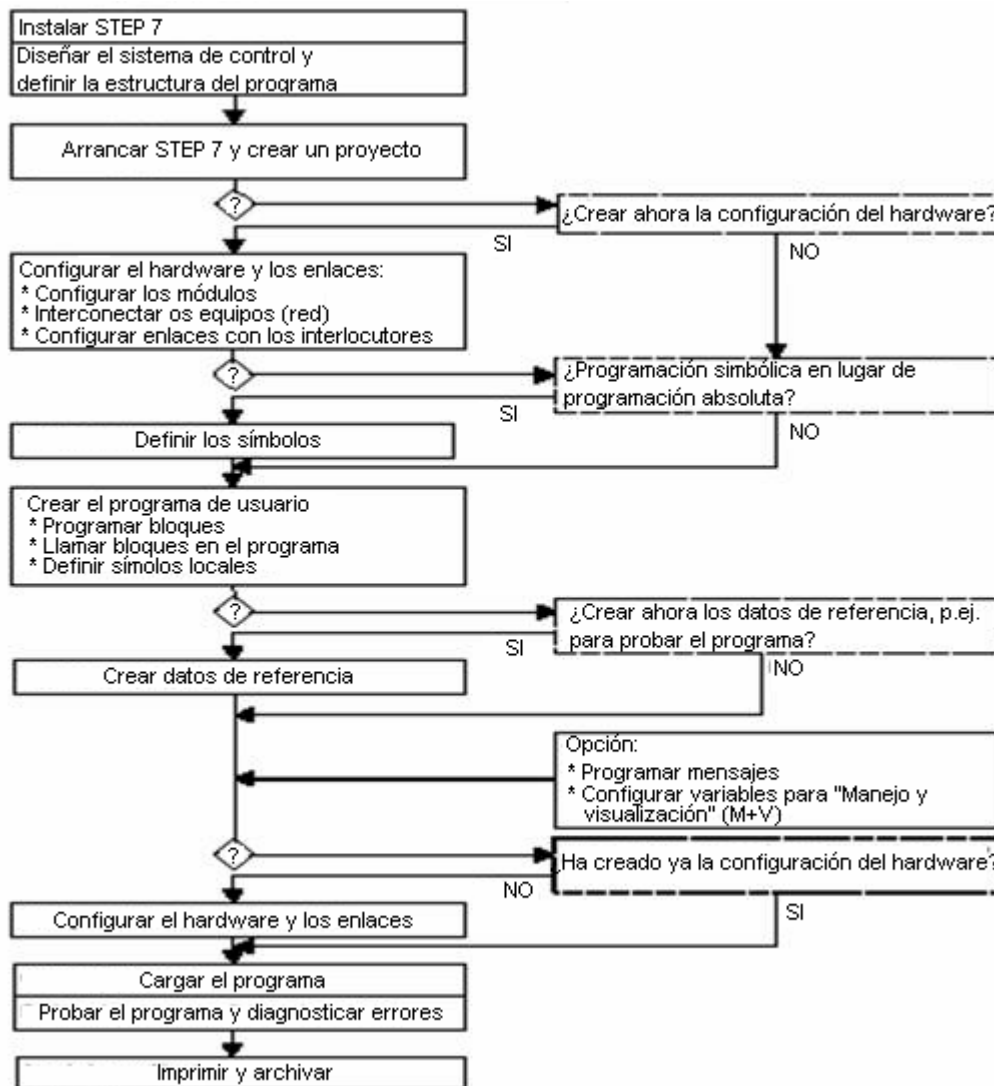 Instalar STEP 7
Diseñar el sistema de control y
definir la estructura del programa
Arrancar STEP 7 y crear un proyecto
?
¿Crear ahora la configuración del hardware?
SI
NO
Configurar el hardware y los enlaces:
* Configurar los módulos
* Interconectar os equipos (red)
* Configurar enlaces con los interlocutores
?
¿Programación simbólica en lugar de
programación absoluta?
SI
NO
Definir los símbolos
Crear el programa de usuario
* Programar bloques
* Llamar bloques en el programa
* Definir símolos locales
?
¿Crear ahora los datos de referencia, p.ej.
para probar el programa?
SI
NO
Crear datos de referencia
Opción:
* Programar mensajes
* Configurar variables para "Manejo y
visualización" (M+V)
?
¿Ha creado ya la configuración del hardware?
NO
SI
Configurar el hardware y los enlaces
Cargar el programa
Probar el programa y diagnosticar errores
Imprimir y archivar